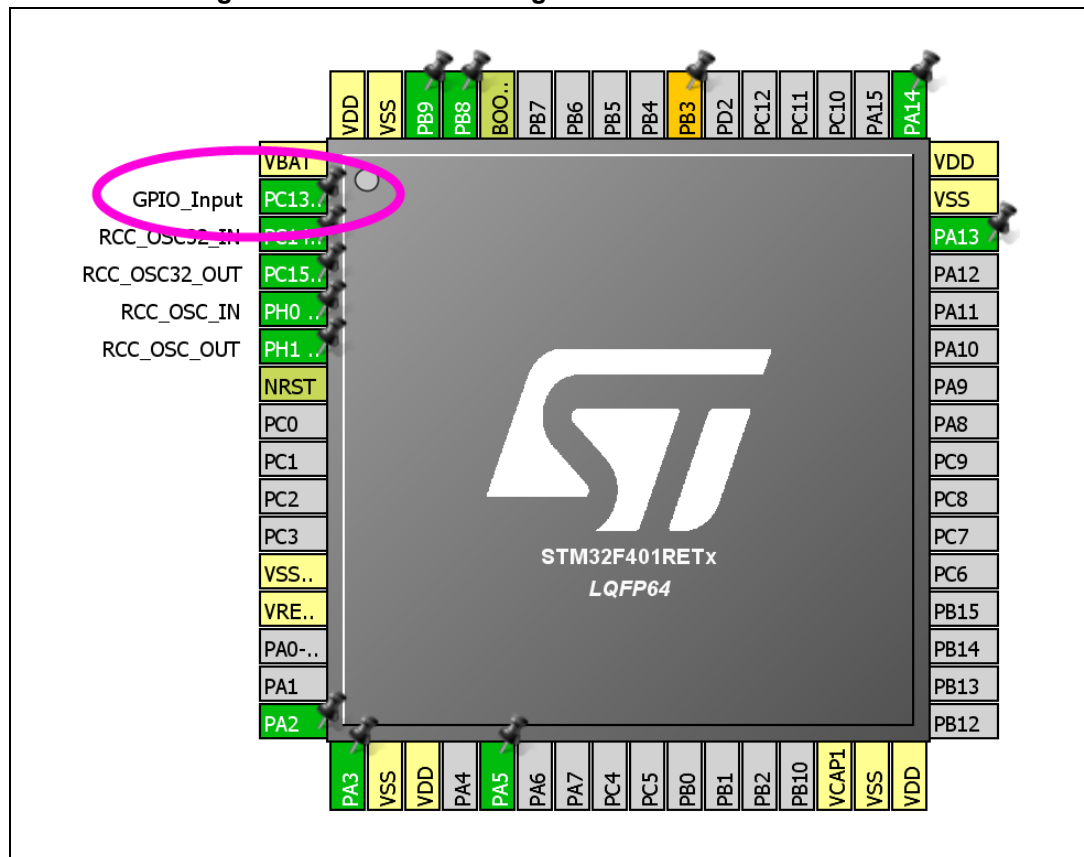 VDD
VSS
PB9
PB8
BOO..
PB7
PB6
PB5
PB4
PB3
PD2
PC12
PC11
PC10
PA15
PA14
VBAT
GPIO_Input PC13..
RCC_OSC32_IN PC14..
RCC_OSC32_OUT PC15..
RCC_OSC_IN PH0 ..
RCC_OSC_OUT PH1 ..
NRST
PC0
PC1
PC2
PC3
VSS..
VRE..
PA0-..
PA1
PA2
ST
STM32F401RETx
LQFP64
VDD
VSS
PA13
PA12
PA11
PA10
PA9
PA8
PC9
PC8
PC7
PC6
PB15
PB14
PB13
PB12
PA3
VSS
VDD
PA4
PA5
PA6
PA7
PC4
PC5
PB0
PB1
PB2
PB10
VCAP1
VSS
VDD